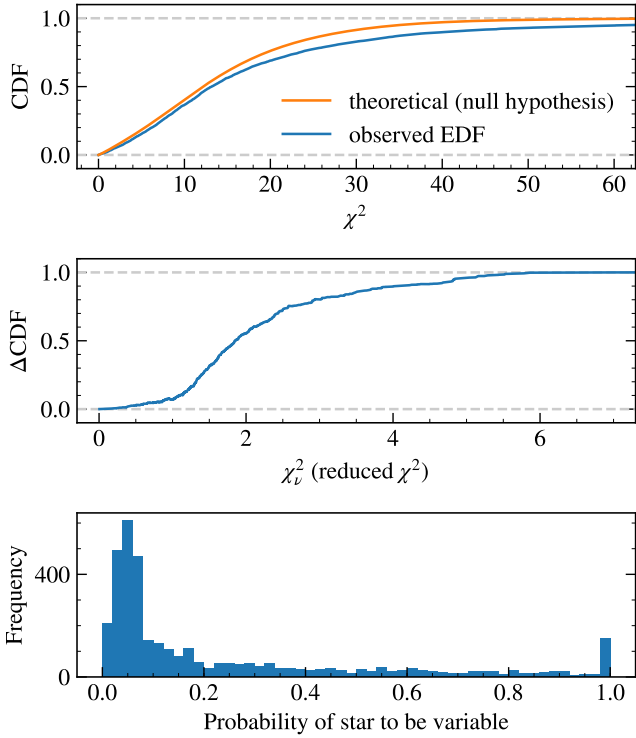 1.0
0.5
0.0
CDF
theoretical (null hypothesis)
observed EDF
0 10 20 30 40 50 60
χ²
1.0
0.5
0.0
ΔCDF
0 2 4 6
χ²ᵥ (reduced χ²)
400
0
Frequency
0.0 0.2 0.4 0.6 0.8 1.0
Probability of star to be variable